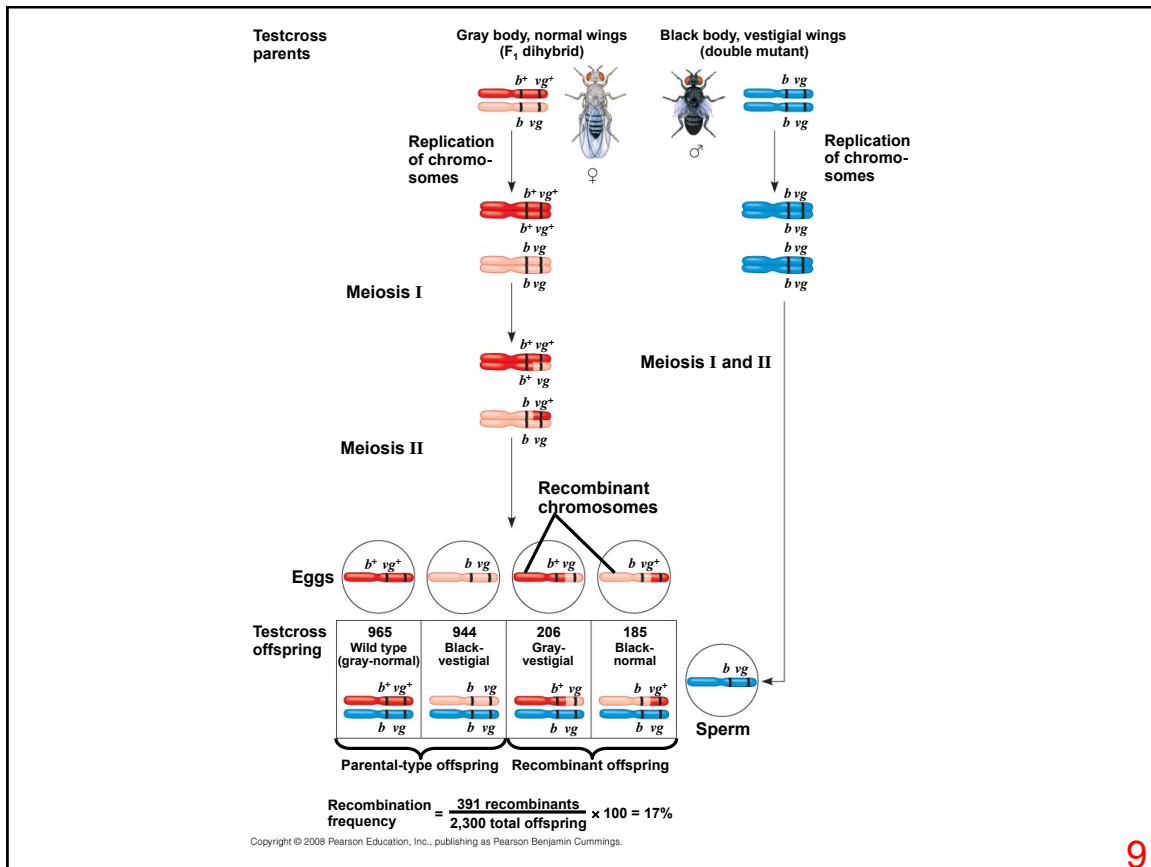 Testcross
parents
Gray body, normal wings
(F₁ dihybrid)
Black body, vestigial wings
(double mutant)
b⁺ vg⁺
b vg
b vg
b vg
Replication
of chromo-
somes
Replication
of chromo-
somes
♀
♂
b⁺ vg⁺
b⁺ vg⁺
b vg
b vg
b vg
b vg
b vg
b vg
Meiosis I
b⁺ vg⁺
b⁺ vg
b vg⁺
b vg
Meiosis I and II
Meiosis II
Recombinant
chromosomes
Eggs
b⁺ vg⁺
b vg
b⁺ vg
b vg⁺
Testcross
offspring
965
Wild type
(gray-normal)
944
Black-
vestigial
206
Gray-
vestigial
185
Black-
normal
b⁺ vg⁺
b vg
b vg
b vg
b⁺ vg
b vg
b vg⁺
b vg
b vg
Sperm
Parental-type offspring
Recombinant offspring
Recombination
frequency
= 391 recombinants
2,300 total offspring
× 100 = 17%
Copyright © 2008 Pearson Education, Inc., publishing as Pearson Benjamin Cummings.
9